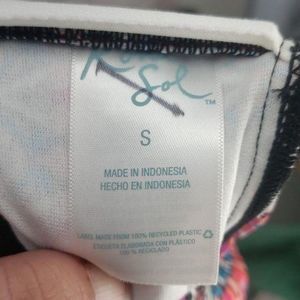 Sol
TM
S
MADE IN INDONESIA
HECHO EN INDONESIA
LABEL MADE FROM 100% RECYCLED PLASTIC
ETIQUETA ELABORADA CON PLÁSTICO
100 % RECICLADO